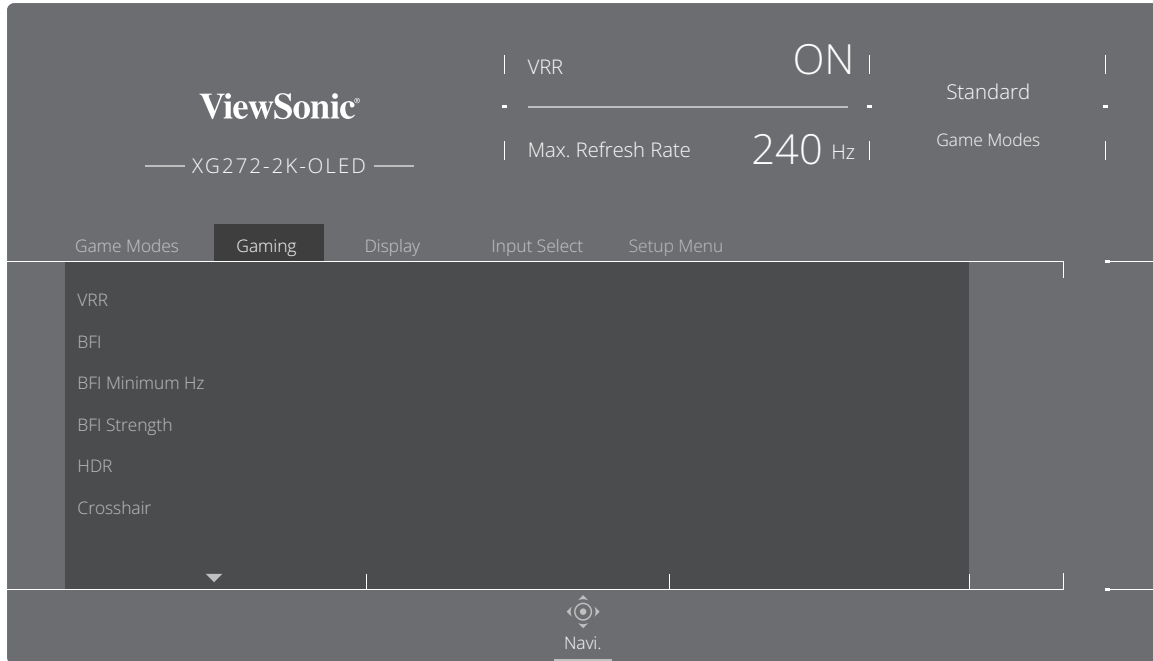 ViewSonic®
XG272-2K-OLED
VRR ON
Max. Refresh Rate 240 Hz
Standard
Game Modes
Game Modes Gaming Display Input Select Setup Menu
VRR
BFI
BFI Minimum Hz
BFI Strength
HDR
Crosshair
Navi.